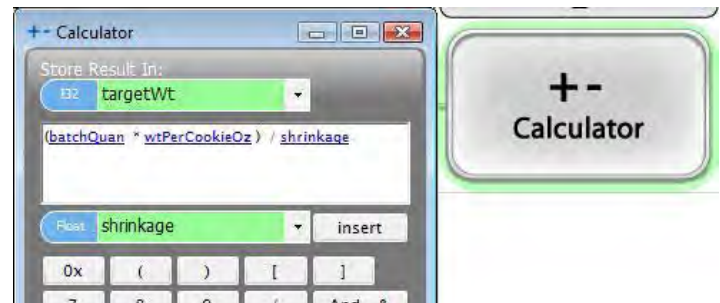 +- Calculator
Store Result In:
I32 targetWt
(batchQuan * wtPerCookieOz ) / shrinkage
Float shrinkage insert
0x ( ) [ ]
+-
Calculator